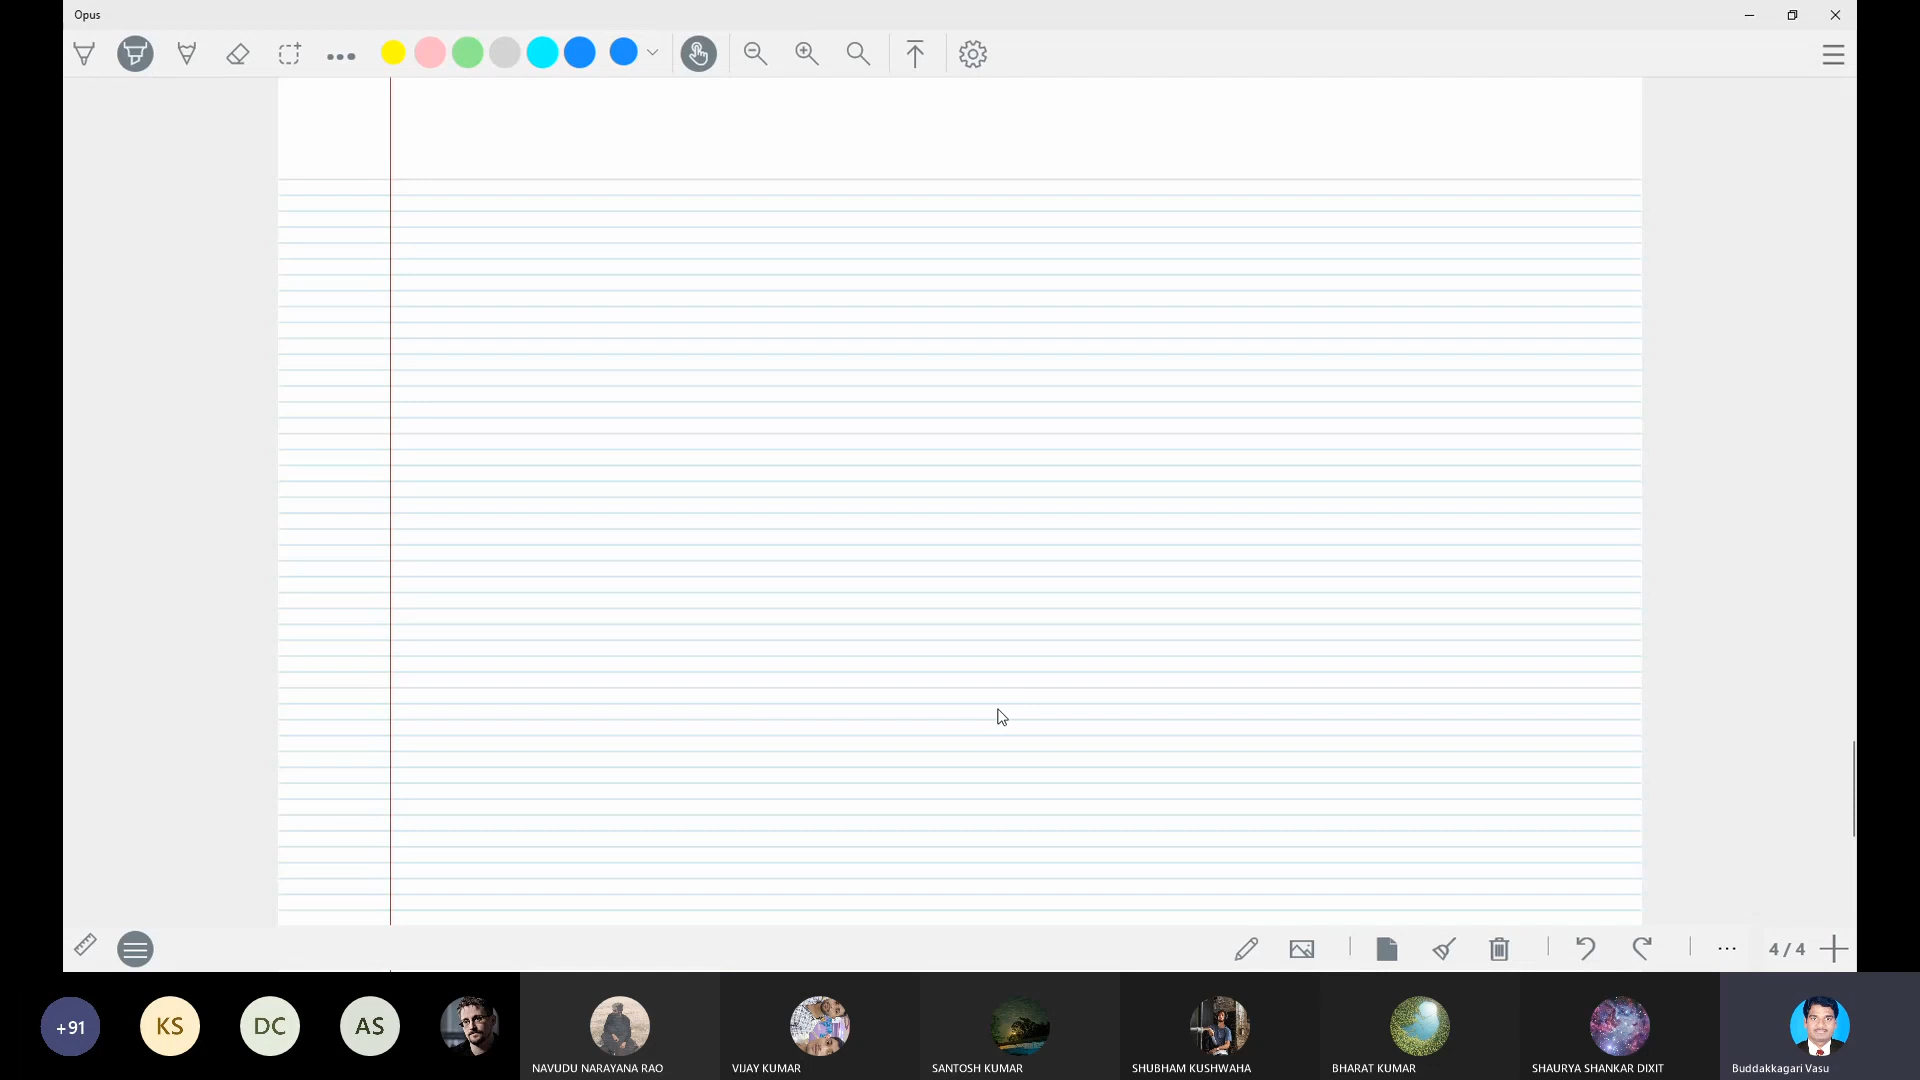 Opus
4 / 4
+91
KS
DC
AS
NAVUDU NARAYANA RAO
VIJAY KUMAR
SANTOSH KUMAR
SHUBHAM KUSHWAHA
BHARAT KUMAR
SHAURYA SHANKAR DIXIT
Buddakkagari Vasu